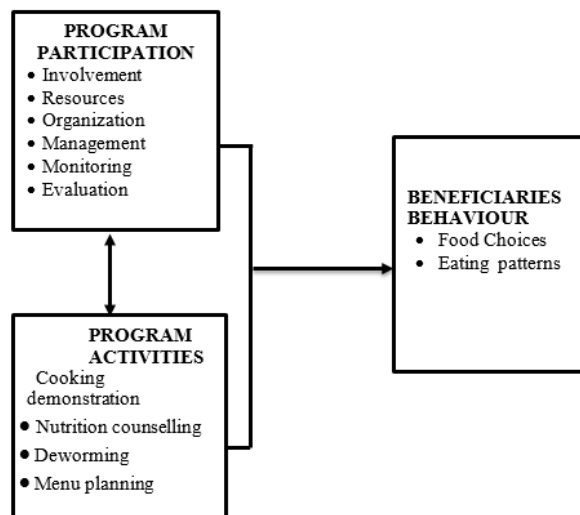 PROGRAM
PARTICIPATION
• Involvement
• Resources
• Organization
• Management
• Monitoring
• Evaluation
PROGRAM
ACTIVITIES
Cooking
demonstration
• Nutrition counselling
• Deworming
• Menu planning
BENEFICIARIES
BEHAVIOUR
• Food Choices
• Eating patterns